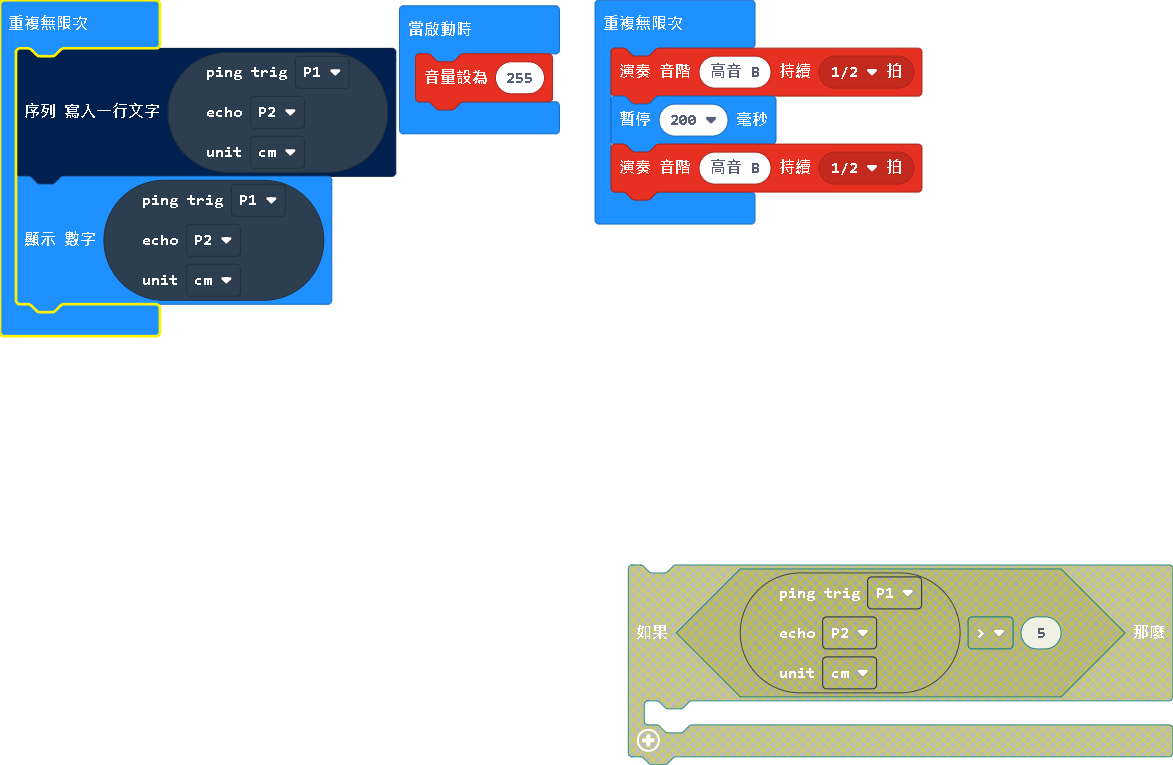 重複無限次
序列 寫入一行文字 ping trig P1
echo P2
unit cm
顯示 數字 ping trig P1
echo P2
unit cm
當啟動時
音量設為 255
重複無限次
演奏 音階 高音 B 持續 1/2 拍
暫停 200 毫秒
演奏 音階 高音 B 持續 1/2 拍
如果 ping trig P1
echo P2
unit cm
> 5 那麼